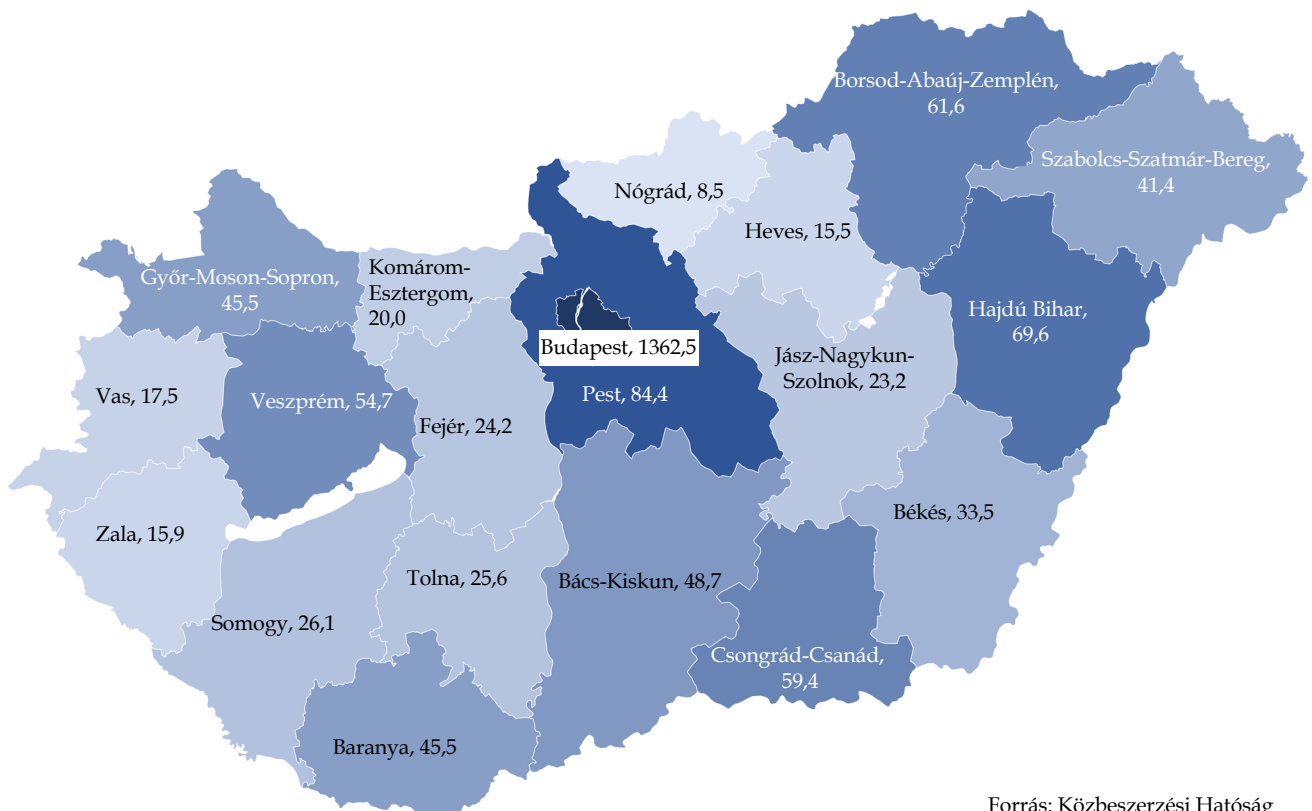 Borsod-Abaúj-Zemplén,
61,6
Szabolcs-Szatmár-Bereg,
41,4
Nógrád, 8,5
Heves, 15,5
Győr-Moson-Sopron,
45,5
Komárom-
Esztergom,
20,0
Hajdú Bihar,
69,6
Budapest, 1362,5
Jász-Nagykun-
Szolnok, 23,2
Vas, 17,5
Veszprém, 54,7
Pest, 84,4
Fejér, 24,2
Zala, 15,9
Békés, 33,5
Tolna, 25,6
Bács-Kiskun, 48,7
Somogy, 26,1
Csongrád-Csanád,
59,4
Baranya, 45,5
Forrás: Közbeszerzési Hatóság